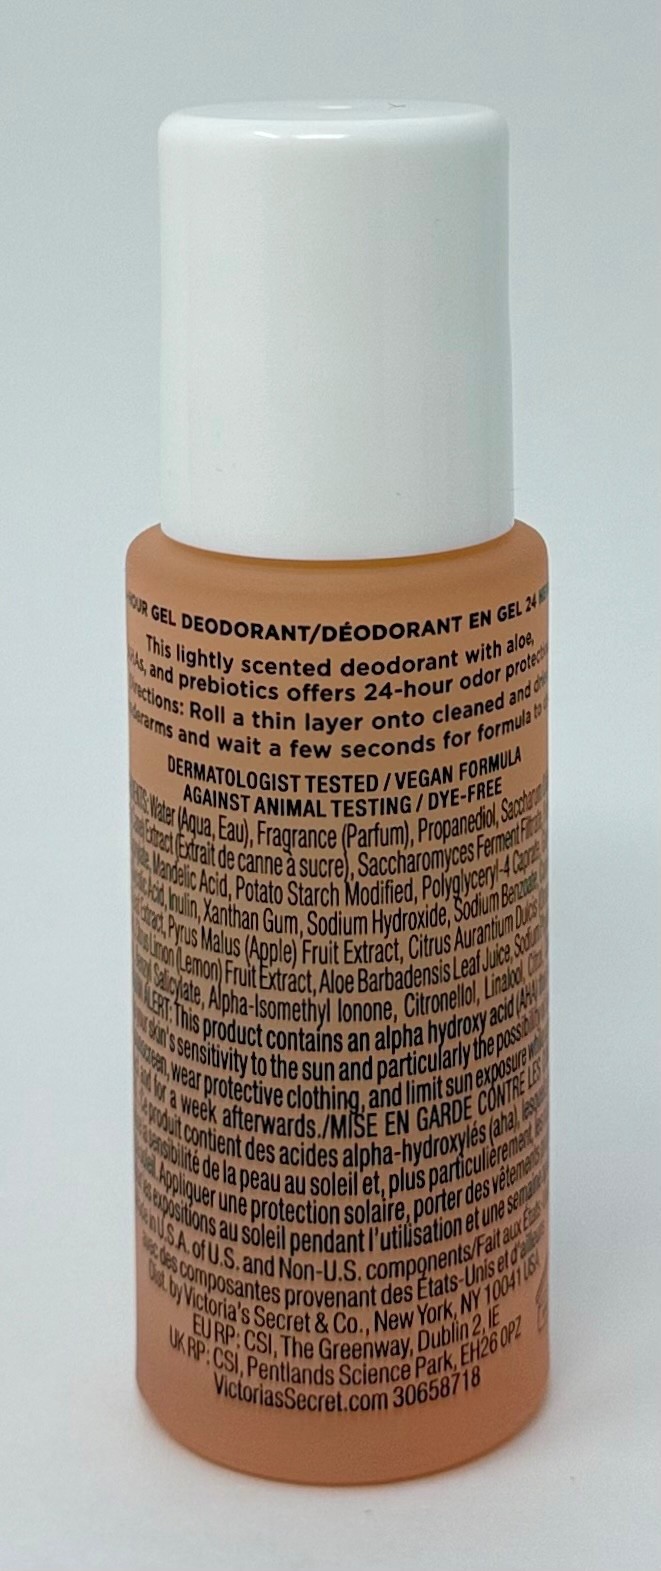 HOUR GEL DEODORANT/DÉODORANT EN GEL 24
This lightly scented deodorant with aloe,
and prebiotics offers 24-hour odor
Roll a thin layer onto cleaned and
and wait a few seconds for formula to
DERMATOLOGIST TESTED / VEGAN FORMULA
AGAINST ANIMAL TESTING / DYE-FREE
Water (Aqua, Eau), Fragrance (Parfum), Propanediol,
Extract (Extrait de canne à sucre), Saccharomyces Ferment Filtrate,
Mandelic Acid, Potato Starch Modified, Polyglyceryl-4 Caprate,
Acid, Inulin, Xanthan Gum, Sodium Hydroxide, Sodium Benzoate,
Extract, Pyrus Malus (Apple) Fruit Extract, Citrus Aurantium Dulcis
Limon (Lemon) Fruit Extract, Aloe Barbadensis Leaf Juice,
Salicylate, Alpha-Isomethyl Ionone, Citronellol, Linalool,
ALERT: This product contains an alpha hydroxy acid (AHA)
skin's sensitivity to the sun and particularly the possibility
wear protective clothing, and limit sun exposure
and for a week afterwards./MISE EN GARDE CONTRE LES
produit contient des acides alpha-hydroxylés (aha),
sensibilité de la peau au soleil et, plus particulièrement,
Appliquer une protection solaire, porter des vêtements
les expositions au soleil pendant l'utilisation et une semaine
in U.S.A. of U.S. and Non-U.S. components/Fait aux États
avec des composantes provenant des États-Unis et d'ailleurs
Dist. by Victoria's Secret & Co., New York, NY 10041 USA
EU RP: CSI, The Greenway, Dublin 2, IE
UK RP: CSI, Pentlands Science Park, EH26 0PZ
VictoriasSecret.com 30658718